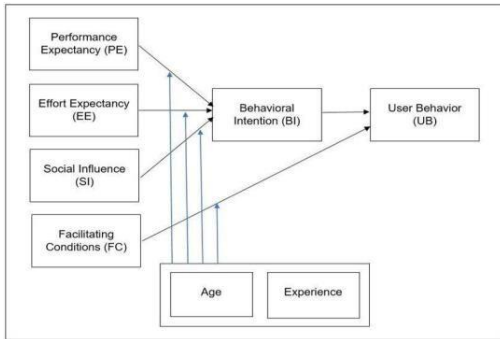 Performance
Expectancy (PE)
Effort Expectancy
(EE)
Social Influence
(SI)
Facilitating
Conditions (FC)
Behavioral
Intention (BI)
User Behavior
(UB)
Age
Experience